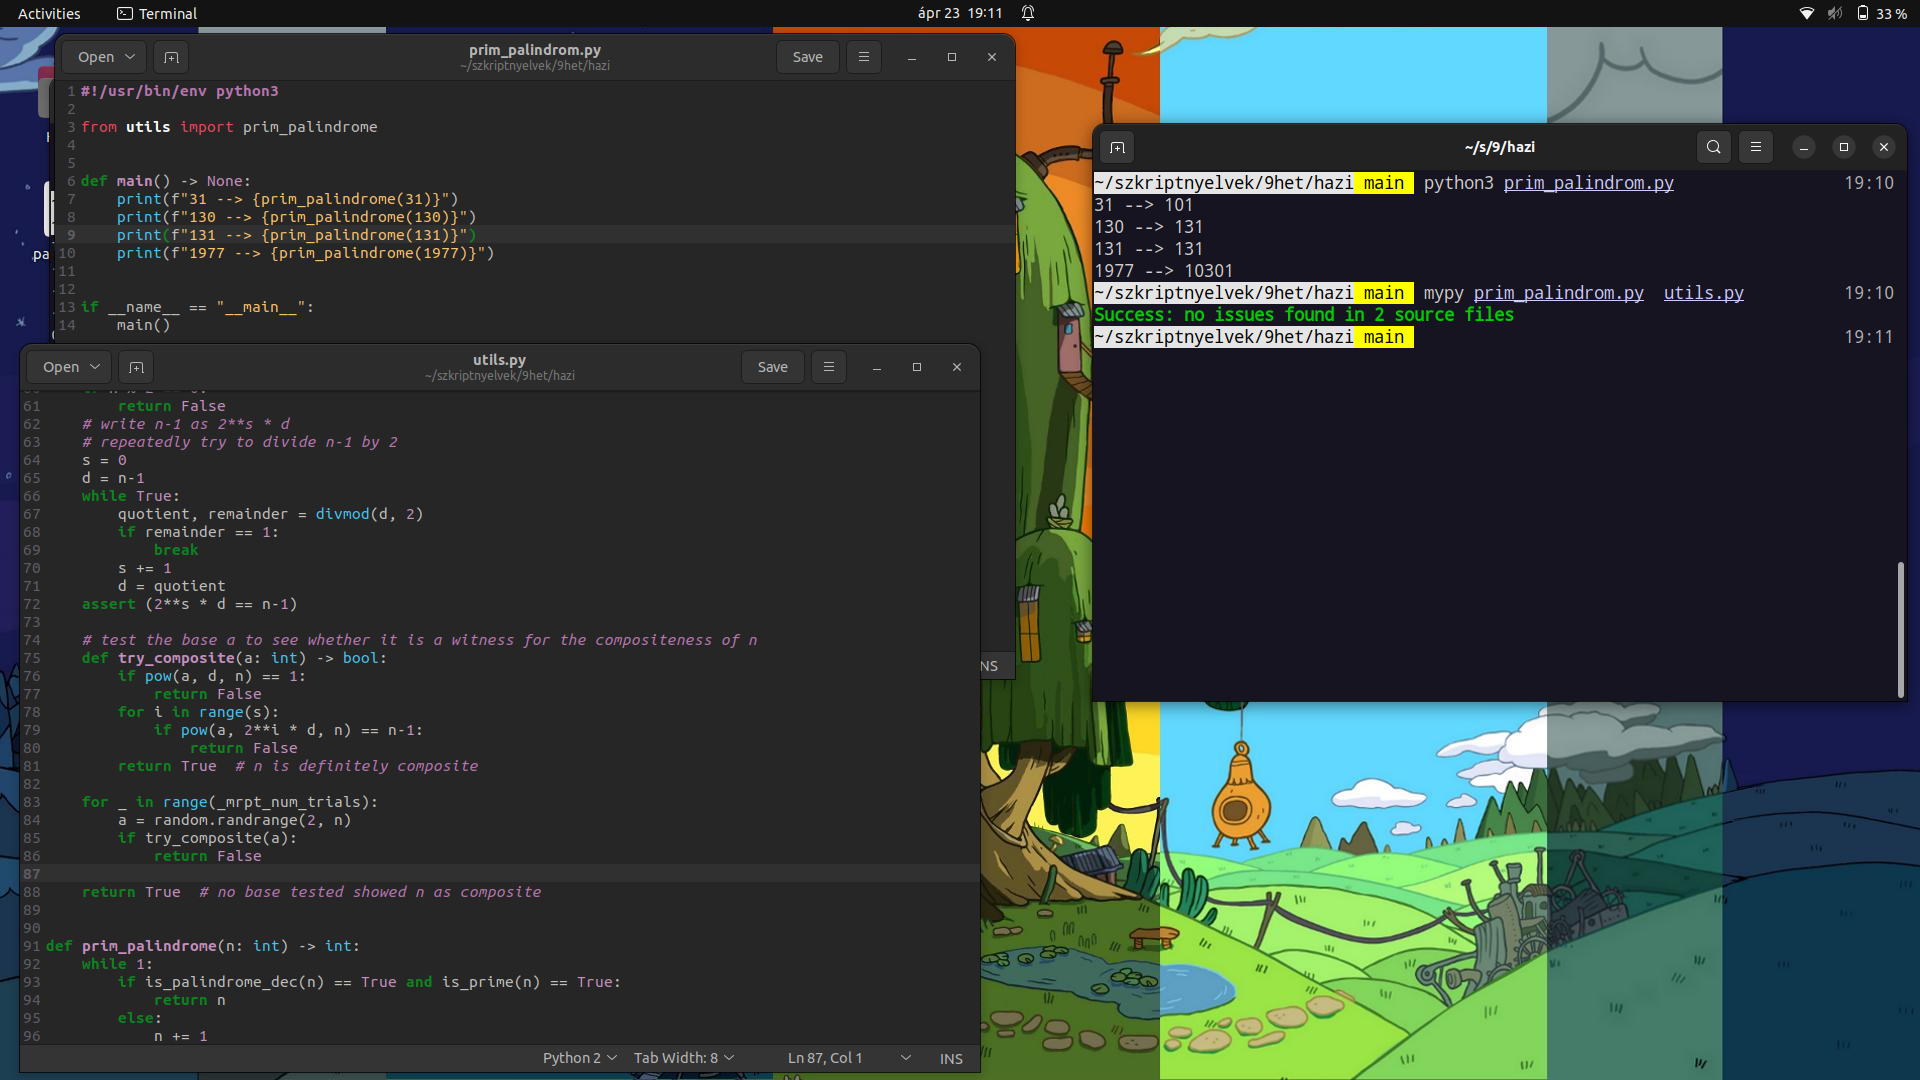 Activities
Terminal
ápr 23 19:11
33 %
Open
prim_palindrom.py
~/szkriptnyelvek/9het/hazi
Save
1 #!/usr/bin/env python3
2
3 from utils import prim_palindrome
4
5
6 def main() -> None:
7 print(f"31 --> {prim_palindrome(31)}")
8 print(f"130 --> {prim_palindrome(130)}")
9 print(f"131 --> {prim_palindrome(131)}")
10 print(f"1977 --> {prim_palindrome(1977)}")
11
12
13 if __name__ == "__main__":
14 main()
NS
pa
Open
utils.py
~/szkriptnyelvek/9het/hazi
Save
61 return False
62 # write n-1 as 2**s * d
63 # repeatedly try to divide n-1 by 2
64 s = 0
65 d = n-1
66 while True:
67 quotient, remainder = divmod(d, 2)
68 if remainder == 1:
69 break
70 s += 1
71 d = quotient
72 assert (2**s * d == n-1)
73
74 # test the base a to see whether it is a witness for the compositeness of n
75 def try_composite(a: int) -> bool:
76 if pow(a, d, n) == 1:
77 return False
78 for i in range(s):
79 if pow(a, 2**i * d, n) == n-1:
80 return False
81 return True  # n is definitely composite
82
83 for _ in range(_mrpt_num_trials):
84 a = random.randrange(2, n)
85 if try_composite(a):
86 return False
87
88 return True  # no base tested showed n as composite
89
90
91 def prim_palindrome(n: int) -> int:
92 while 1:
93 if is_palindrome_dec(n) == True and is_prime(n) == True:
94 return n
95 else:
96 n += 1
Python 2
Tab Width: 8
Ln 87, Col 1
INS
~/s/9/hazi
~/szkriptnyelvek/9het/hazi main python3 prim_palindrom.py 19:10
31 --> 101
130 --> 131
131 --> 131
1977 --> 10301
~/szkriptnyelvek/9het/hazi main mypy prim_palindrom.py utils.py 19:10
Success: no issues found in 2 source files
~/szkriptnyelvek/9het/hazi main 19:11